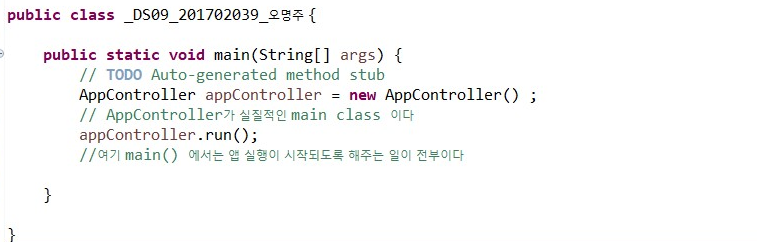 public class _DS09_201702039_오명주 {
public static void main(String[] args) {
// TODO Auto-generated method stub
AppController appController = new AppController() ;
// AppController가 실질적인 main class 이다
appController.run();
//여기 main() 에서는 앱 실행이 시작되도록 해주는 일이 전부이다
}
}